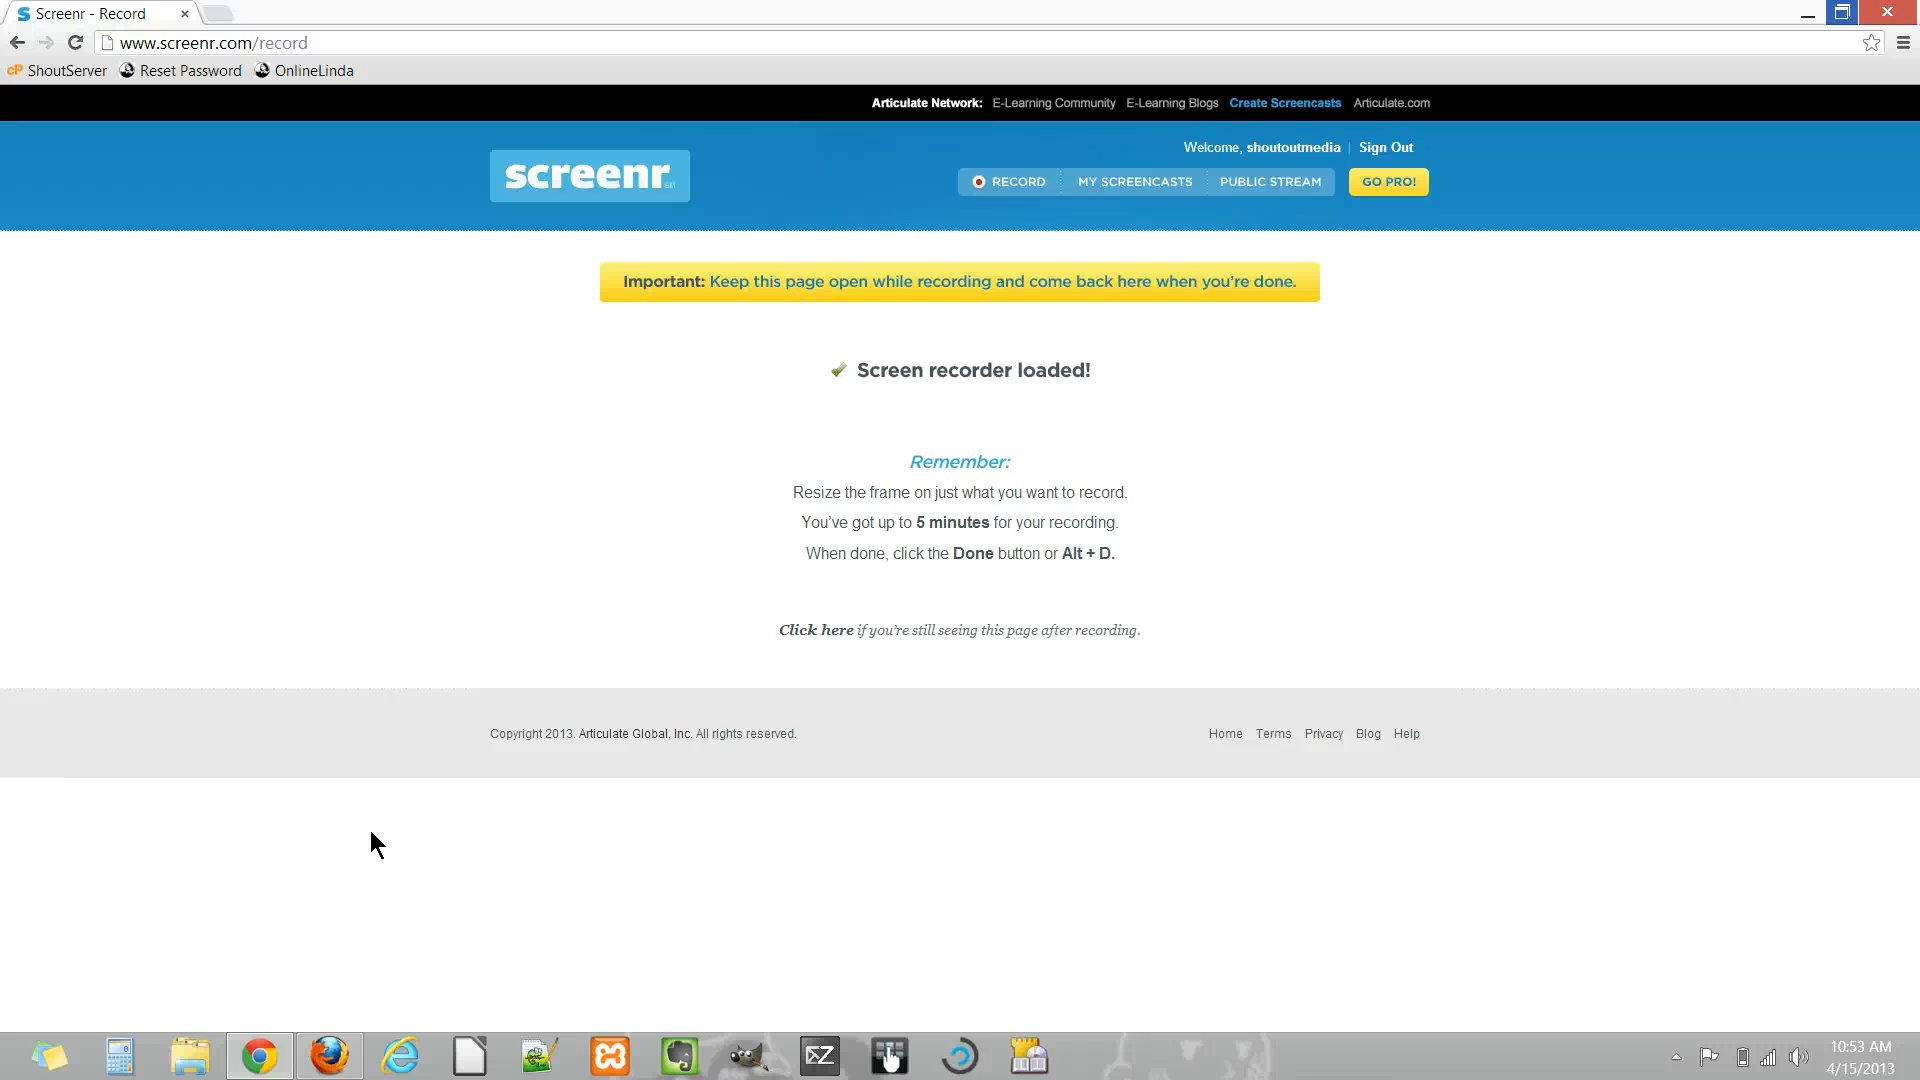 Screenr - Record
www.screenr.com/record
ShoutServer Reset Password OnlineLinda
Articulate Network: E-Learning Community E-Learning Blogs Create Screencasts Articulate.com
Welcome, shoutoutmedia | Sign Out
screenr
RECORD MY SCREENCASTS PUBLIC STREAM GO PRO!
Important: Keep this page open while recording and come back here when you're done.
Screen recorder loaded!
Remember:
Resize the frame on just what you want to record.
You've got up to 5 minutes for your recording.
When done, click the Done button or Alt + D.
Click here if you're still seeing this page after recording.
Copyright 2013. Articulate Global, Inc. All rights reserved.
Home Terms Privacy Blog Help
10:53 AM
4/15/2013